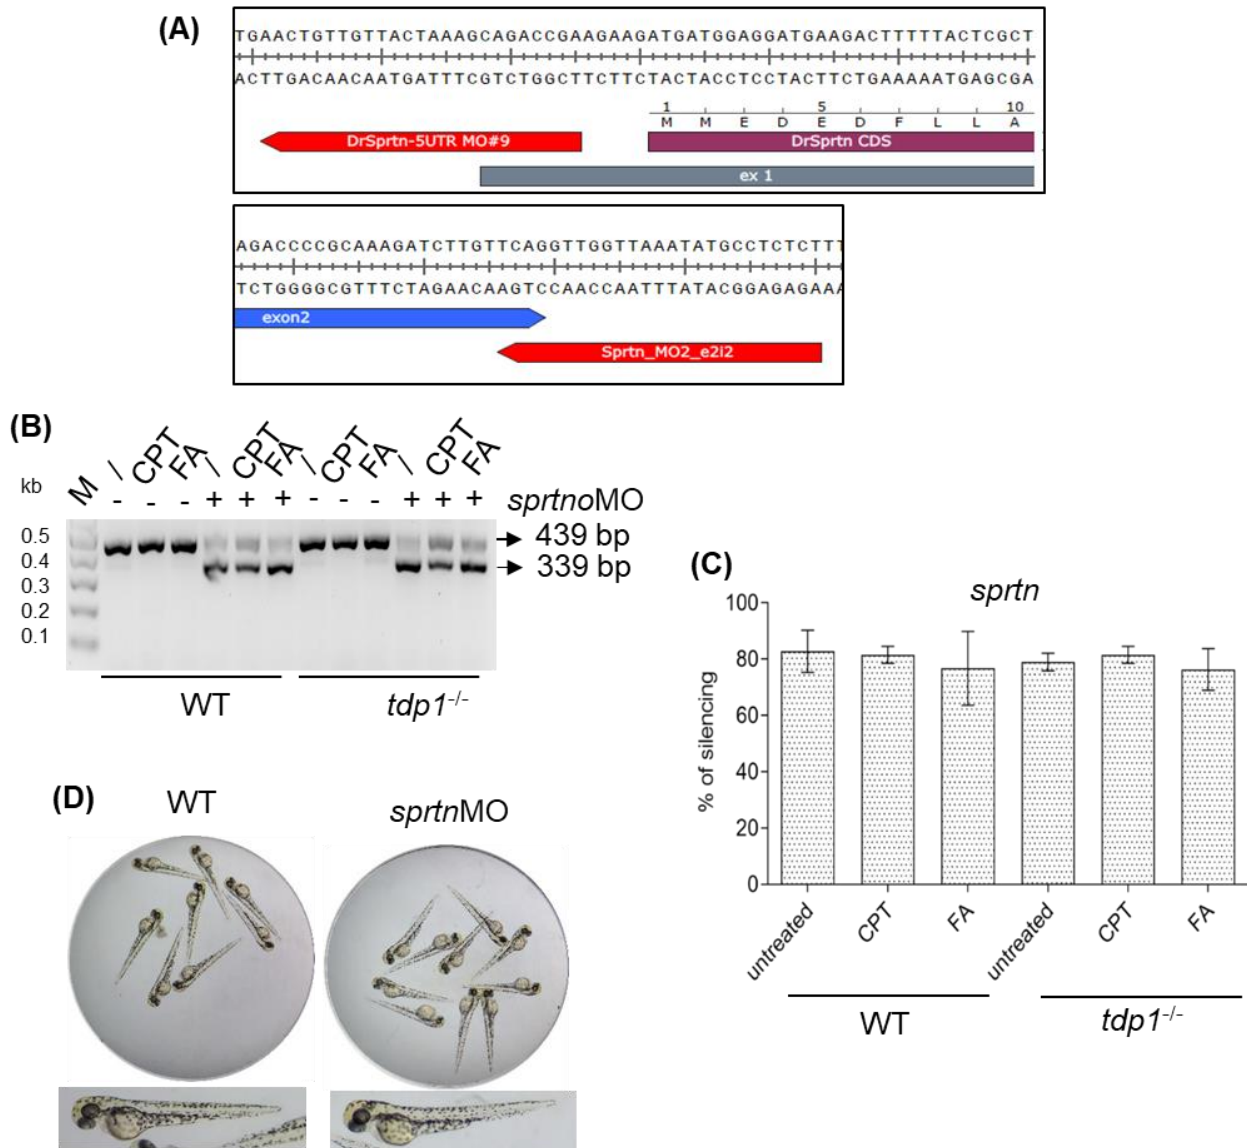 (A)
TGAACTGTTGTTACTAAAGCAGACCGAAGAAGATGATGGAGGATGAAGACTTTTTACTCGCT
ACTTGACAACAATGATTTCGTCTGGCTTCTTCTACTACCTCCTACTTCTGAAAAATGAGCGA
1 5 10
M M E D E D F L L A
DrSprtn-5UTR MO#9 DrSprtn CDS
ex 1
AGACCCCGCAAAGATCTTGTTCAGGTTGGTTAAATATGCCTCTCTTT
TCTGGGGCGTTTCTAGAACAAGTCCAACCAATTTATACGGAGAGAAA
exon2
Sprtn_MO2_e2i2
(B)
kb M / CPT FA / CPT FA / CPT FA / CPT FA
- - - + + + - - - + + + sprtnoMO
0.5
0.4
0.3
0.2
0.1
439 bp
339 bp
WT tdp1-/-
(C)
sprtn
% of silencing
100
80
60
40
20
0
untreated CPT FA untreated CPT FA
WT tdp1-/-
(D) WT sprtnMO